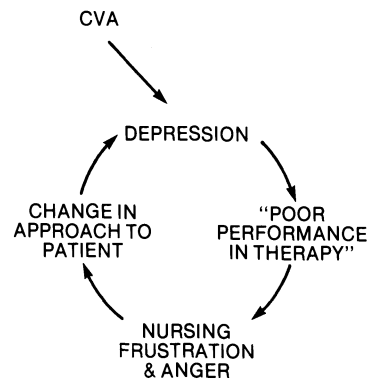 CVA
DEPRESSION
"POOR
PERFORMANCE
IN THERAPY"
NURSING
FRUSTRATION
& ANGER
CHANGE IN
APPROACH TO
PATIENT